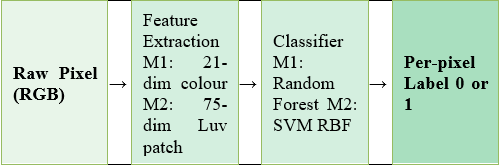 Raw Pixel
(RGB)
→
Feature
Extraction
M1: 21-
dim colour
M2: 75-
dim Luv
patch
→
Classifier
M1:
Random
Forest M2:
SVM RBF
→
Per-pixel
Label 0 or
1